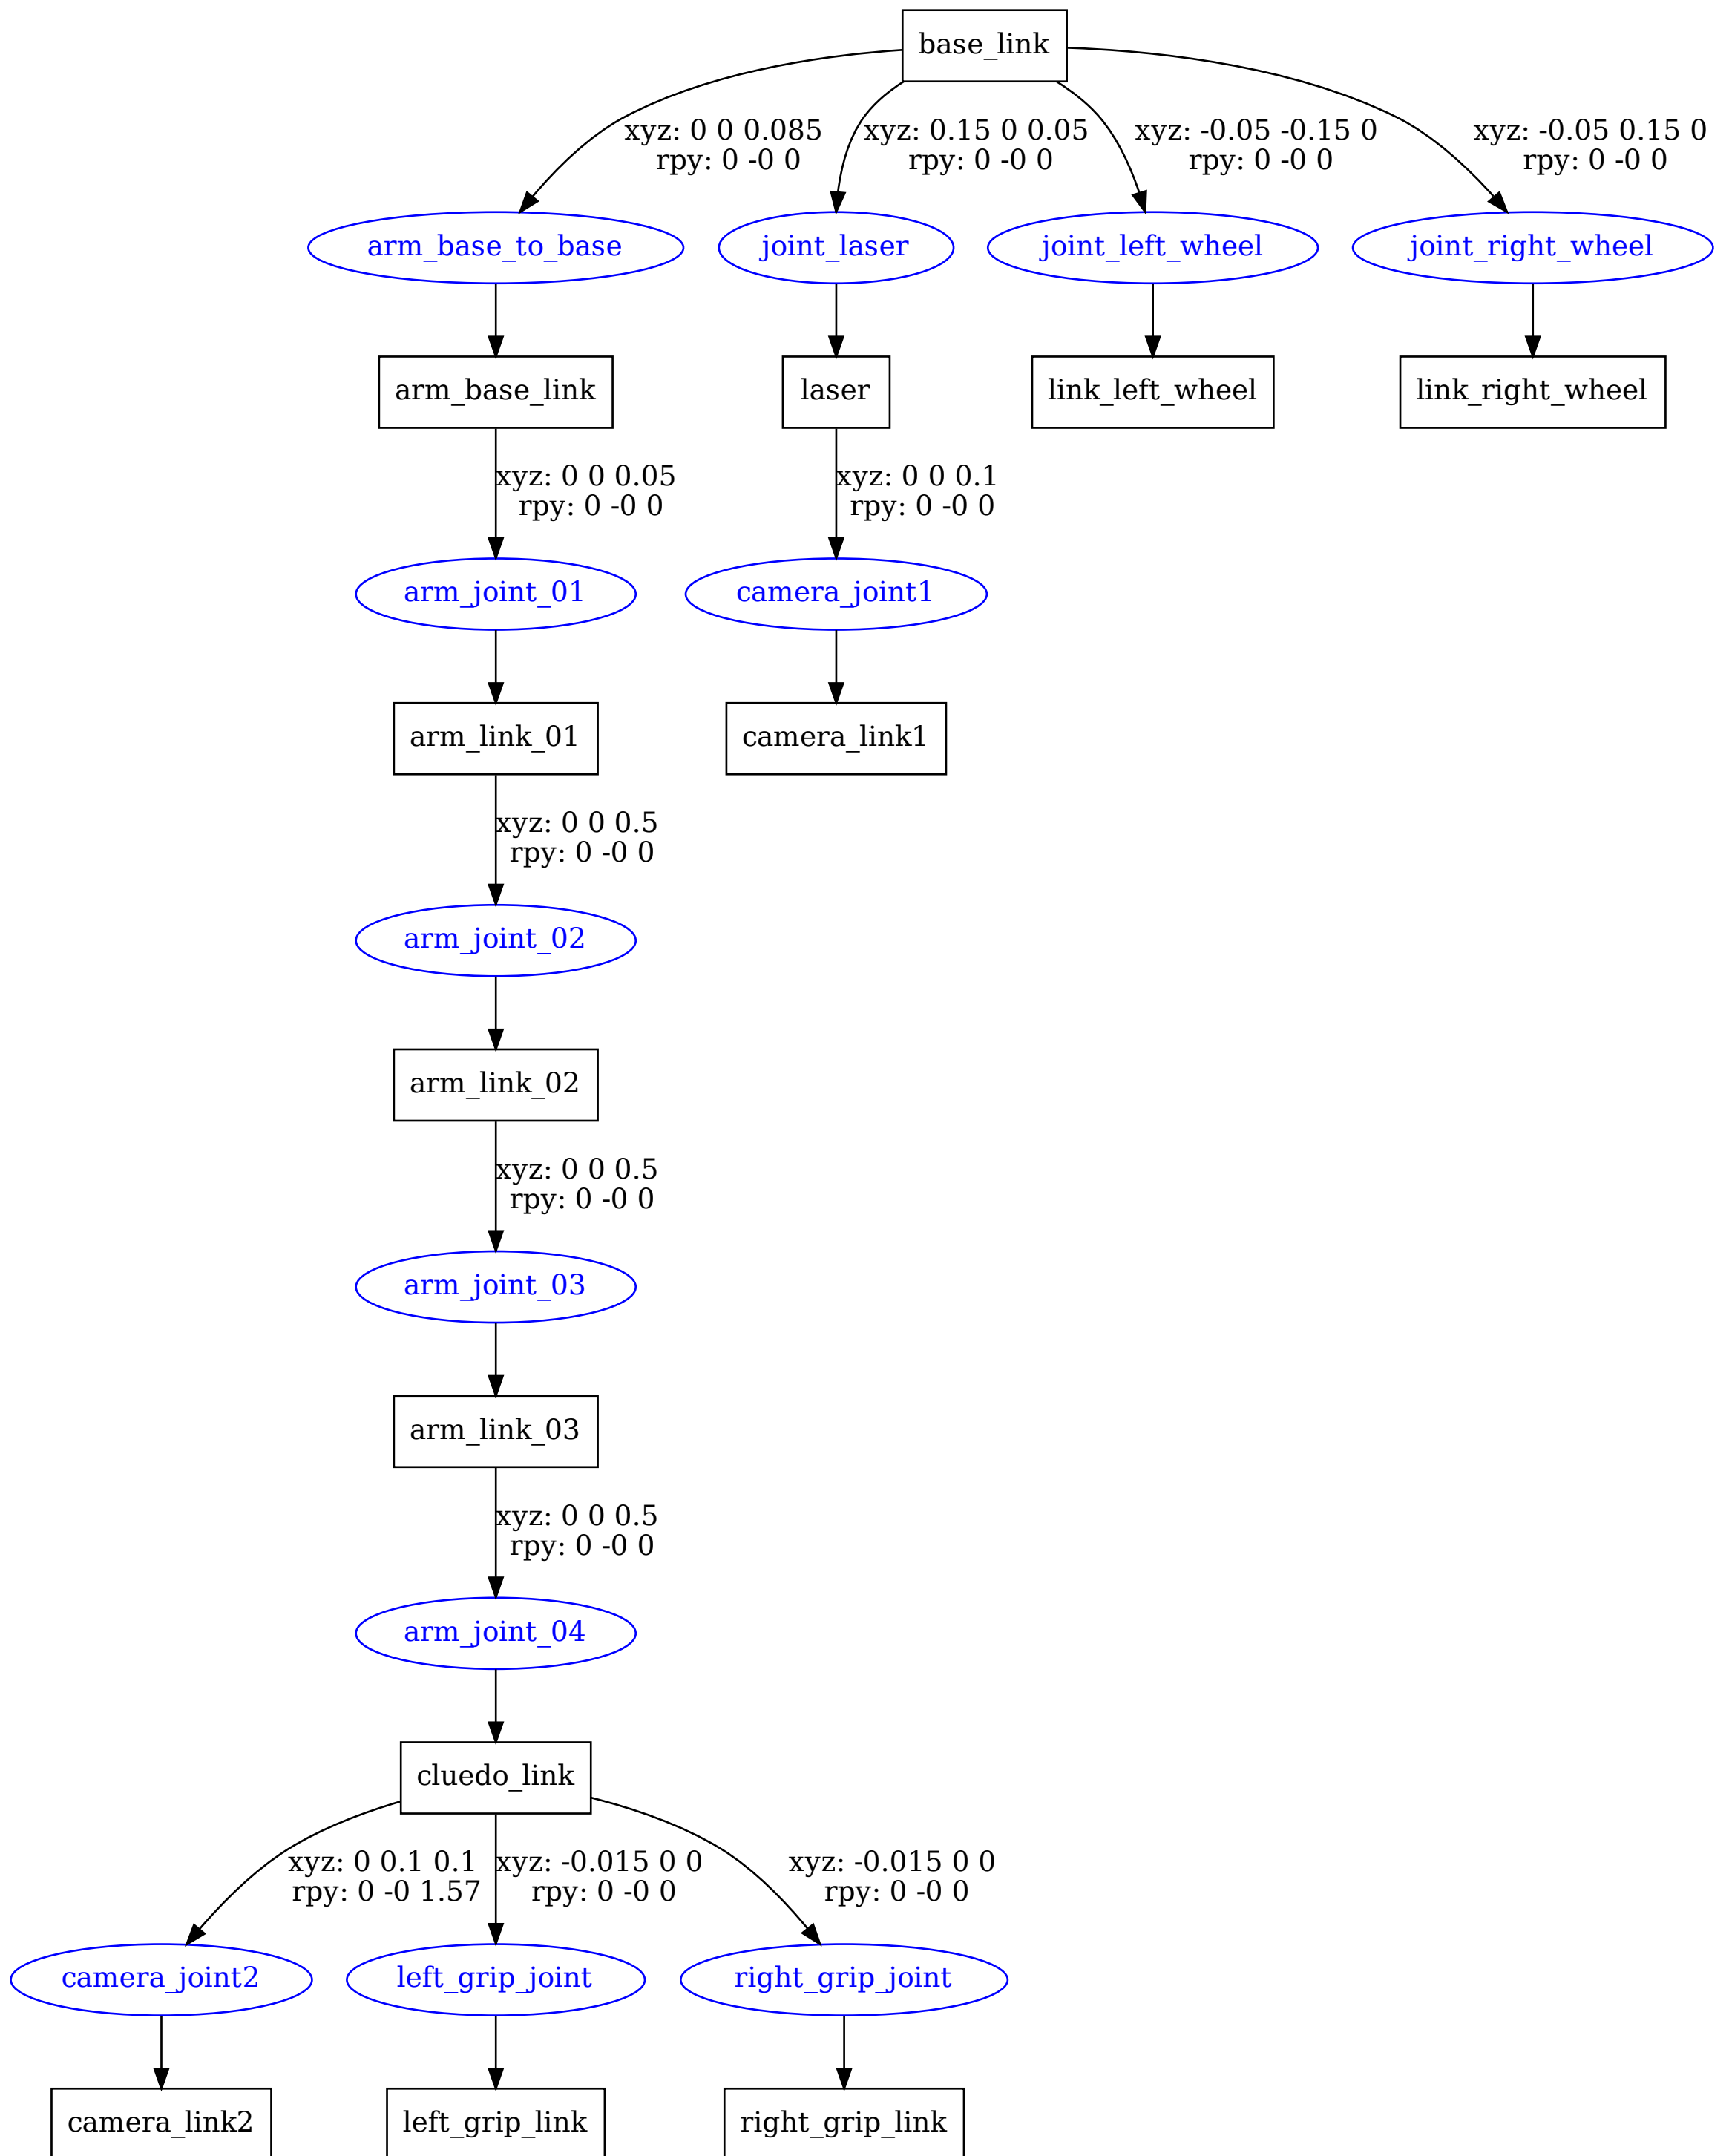 base_link
xyz: 0 0 0.085
rpy: 0 -0 0
xyz: 0.15 0 0.05
rpy: 0 -0 0
xyz: -0.05 -0.15 0
rpy: 0 -0 0
xyz: -0.05 0.15 0
rpy: 0 -0 0
arm_base_to_base
joint_laser
joint_left_wheel
joint_right_wheel
arm_base_link
laser
link_left_wheel
link_right_wheel
xyz: 0 0 0.05
rpy: 0 -0 0
xyz: 0 0 0.1
rpy: 0 -0 0
arm_joint_01
camera_joint1
arm_link_01
camera_link1
xyz: 0 0 0.5
rpy: 0 -0 0
arm_joint_02
arm_link_02
xyz: 0 0 0.5
rpy: 0 -0 0
arm_joint_03
arm_link_03
xyz: 0 0 0.5
rpy: 0 -0 0
arm_joint_04
cluedo_link
xyz: 0 0.1 0.1
rpy: 0 -0 1.57
xyz: -0.015 0 0
rpy: 0 -0 0
xyz: -0.015 0 0
rpy: 0 -0 0
camera_joint2
left_grip_joint
right_grip_joint
camera_link2
left_grip_link
right_grip_link